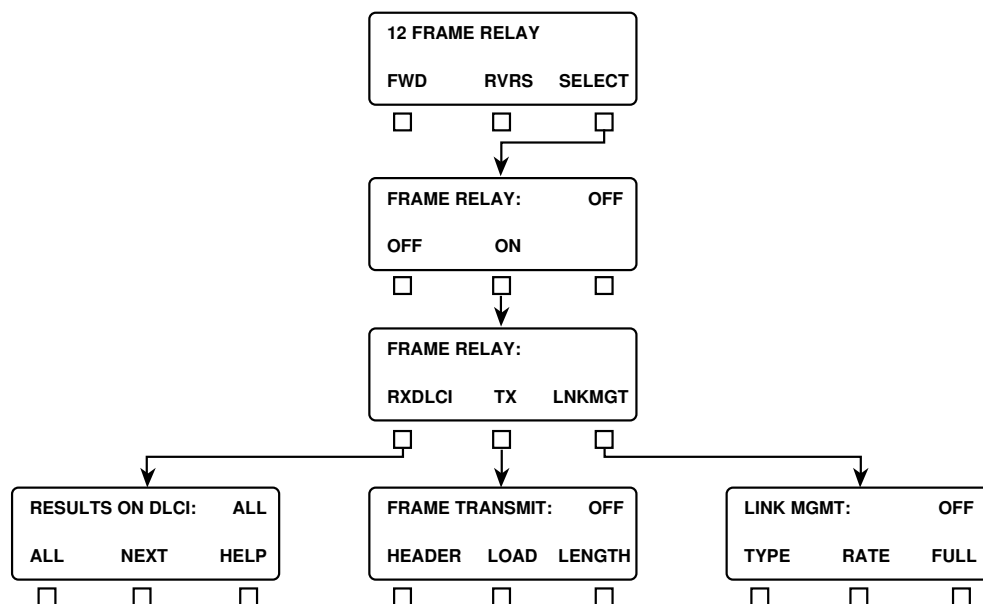 12 FRAME RELAY
FWD RVRS SELECT
FRAME RELAY: OFF
OFF ON
FRAME RELAY:
RXDLCI TX LNKMGT
RESULTS ON DLCI: ALL
ALL NEXT HELP
FRAME TRANSMIT: OFF
HEADER LOAD LENGTH
LINK MGMT: OFF
TYPE RATE FULL